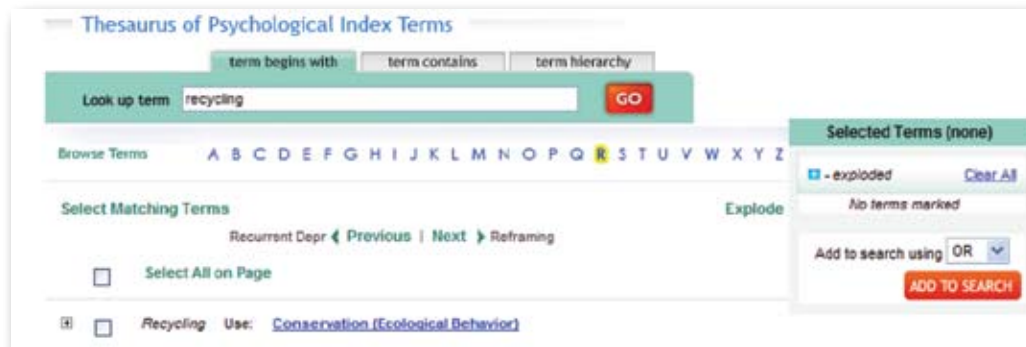 Thesaurus of Psychological Index Terms
term begins with term contains term hierarchy
Look up term recycling GO
Browse Terms A B C D E F G H I J K L M N O P Q R S T U V W X Y Z
Select Matching Terms Explode
Recurrent Depr Previous | Next Reframing
Select All on Page
Recycling Use: Conservation (Ecological Behavior)
Selected Terms (none)
- exploded Clear All
No terms marked
Add to search using OR
ADD TO SEARCH